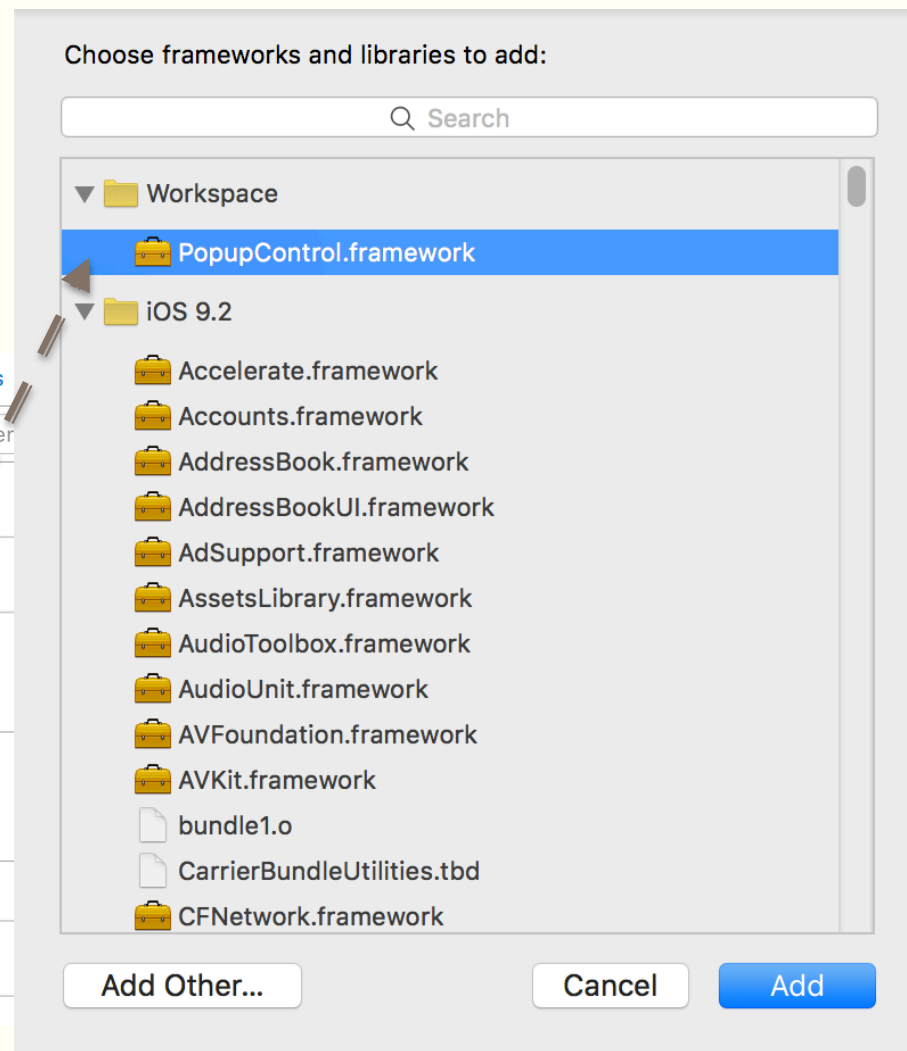 Choose frameworks and libraries to add:
Search
Workspace
PopupControl.framework
iOS 9.2
Accelerate.framework
Accounts.framework
AddressBook.framework
AddressBookUI.framework
AdSupport.framework
AssetsLibrary.framework
AudioToolbox.framework
AudioUnit.framework
AVFoundation.framework
AVKit.framework
bundle1.o
CarrierBundleUtilities.tbd
CFNetwork.framework
Add Other... Cancel Add